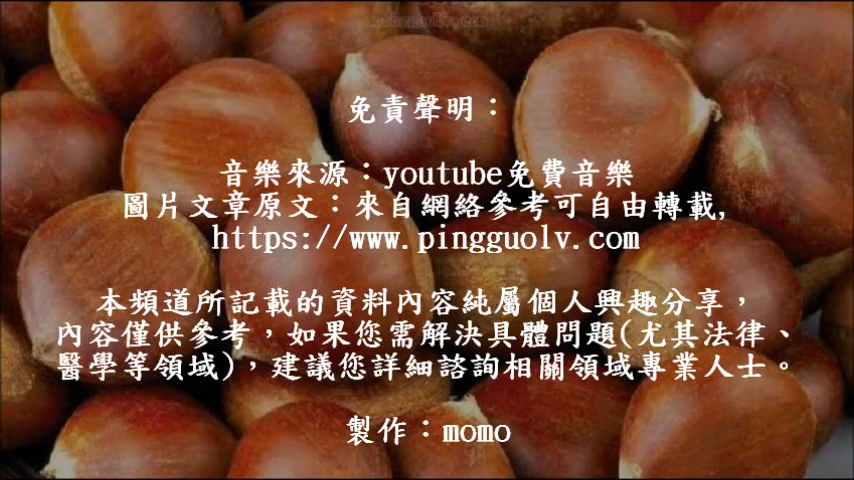 免責聲明：
音樂來源：youtube免費音樂
圖片文章原文：來自網絡參考可自由轉載,
https://www.pingguolv.com
本頻道所記載的資料內容純屬個人興趣分享，
內容僅供參考，如果您需解決具體問題(尤其法律、
醫學等領域)，建議您詳細諮詢相關領域專業人士。
製作：momo